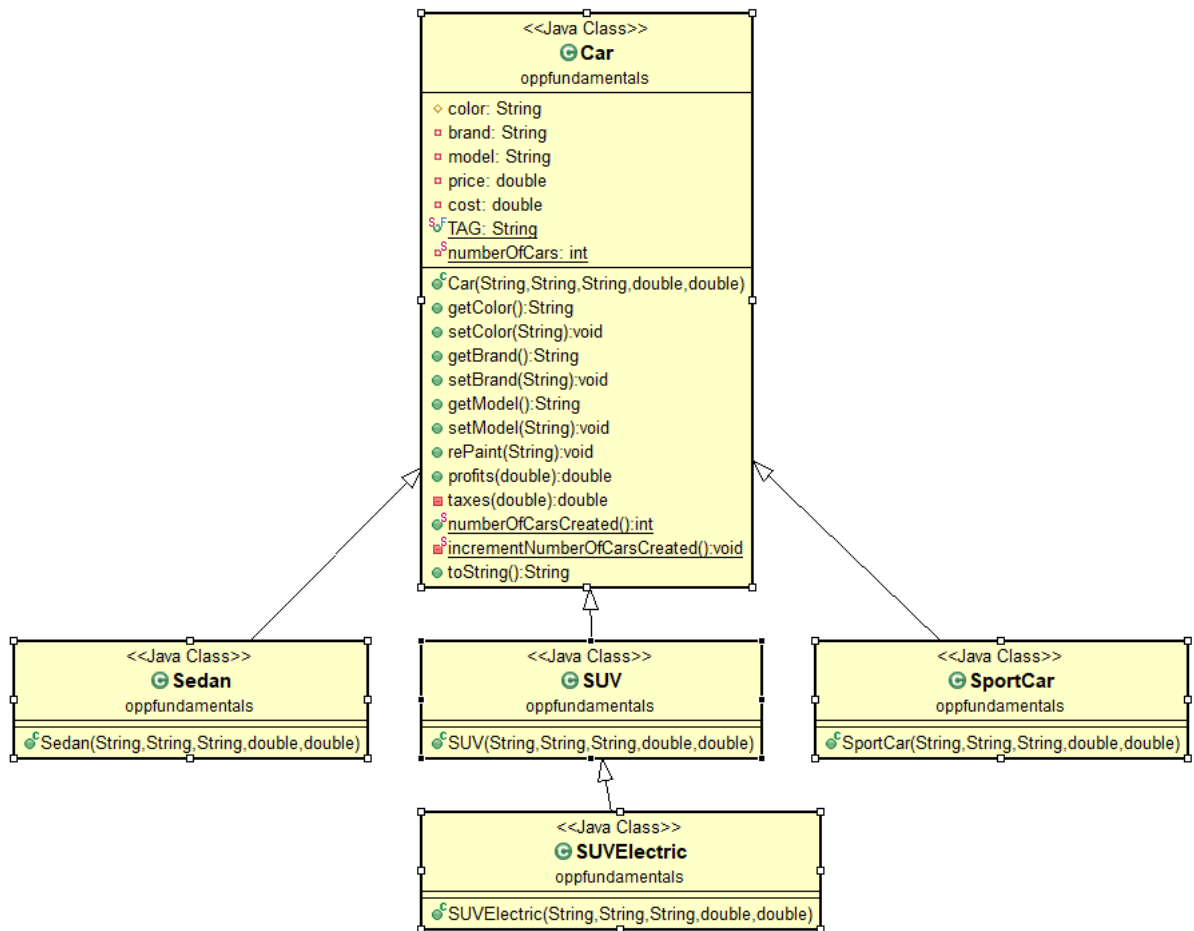 <<Java Class>>
Car
oppfundamentals
color: String
brand: String
model: String
price: double
cost: double
TAG: String
numberOfCars: int
Car(String,String,String,double,double)
getColor():String
setColor(String):void
getBrand():String
setBrand(String):void
getModel():String
setModel(String):void
rePaint(String):void
profits(double):double
taxes(double):double
numberOfCarsCreated():int
incrementNumberOfCarsCreated():void
toString():String
<<Java Class>>
Sedan
oppfundamentals
Sedan(String,String,String,double,double)
<<Java Class>>
SUV
oppfundamentals
SUV(String,String,String,double,double)
<<Java Class>>
SportCar
oppfundamentals
SportCar(String,String,String,double,double)
<<Java Class>>
SUVElectric
oppfundamentals
SUVElectric(String,String,String,double,double)